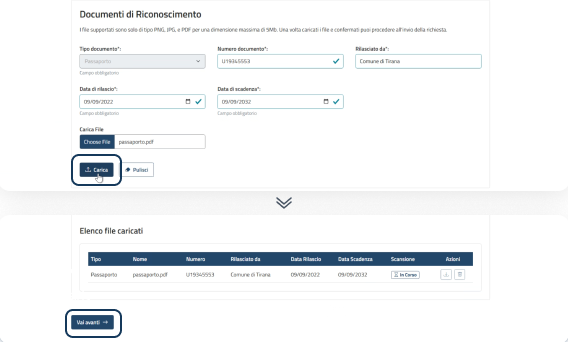 Documenti di Riconoscimento
I file supportati sono solo di tipo PNG, JPG, e PDF per una dimensione massima di 5Mb. Una volta caricati i file e confermati puoi procedere all'invio della richiesta.
Tipo documento*: Numero documento*: Rilasciato da*:
Passaporto U19345553 Comune di Tirana
Campo obbligatorio
Data di rilascio*: Data di scadenza*:
09/09/2022 09/09/2032
Campo obbligatorio Campo obbligatorio
Carica File
Choose File passaporto.pdf
Carica Pulisci
Elenco file caricati
Tipo Nome Numero Rilasciato da Data Rilascio Data Scadenza Scansione Azioni
Passaporto passaporto.pdf U19345553 Comune di Tirana 09/09/2022 09/09/2032 In Corso
Vai avanti →